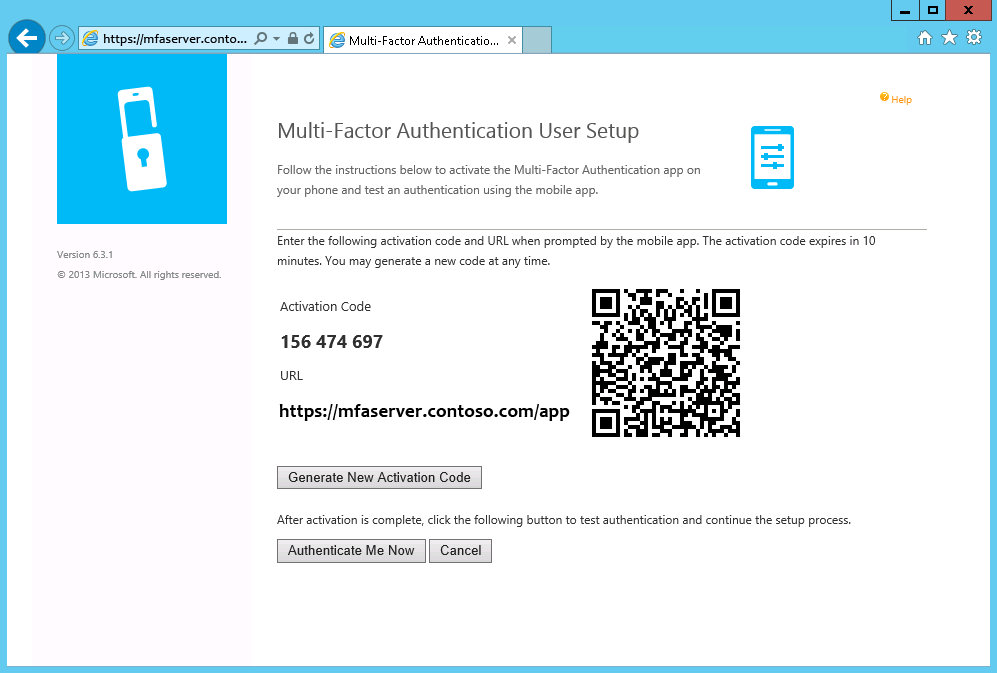 https://mfaserver.conto...
Multi-Factor Authenticatio...
Help
Multi-Factor Authentication User Setup
Follow the instructions below to activate the Multi-Factor Authentication app on
your phone and test an authentication using the mobile app.
Version 6.3.1
© 2013 Microsoft. All rights reserved.
Enter the following activation code and URL when prompted by the mobile app. The activation code expires in 10
minutes. You may generate a new code at any time.
Activation Code
156 474 697
URL
https://mfaserver.contoso.com/app
Generate New Activation Code
After activation is complete, click the following button to test authentication and continue the setup process.
Authenticate Me Now
Cancel